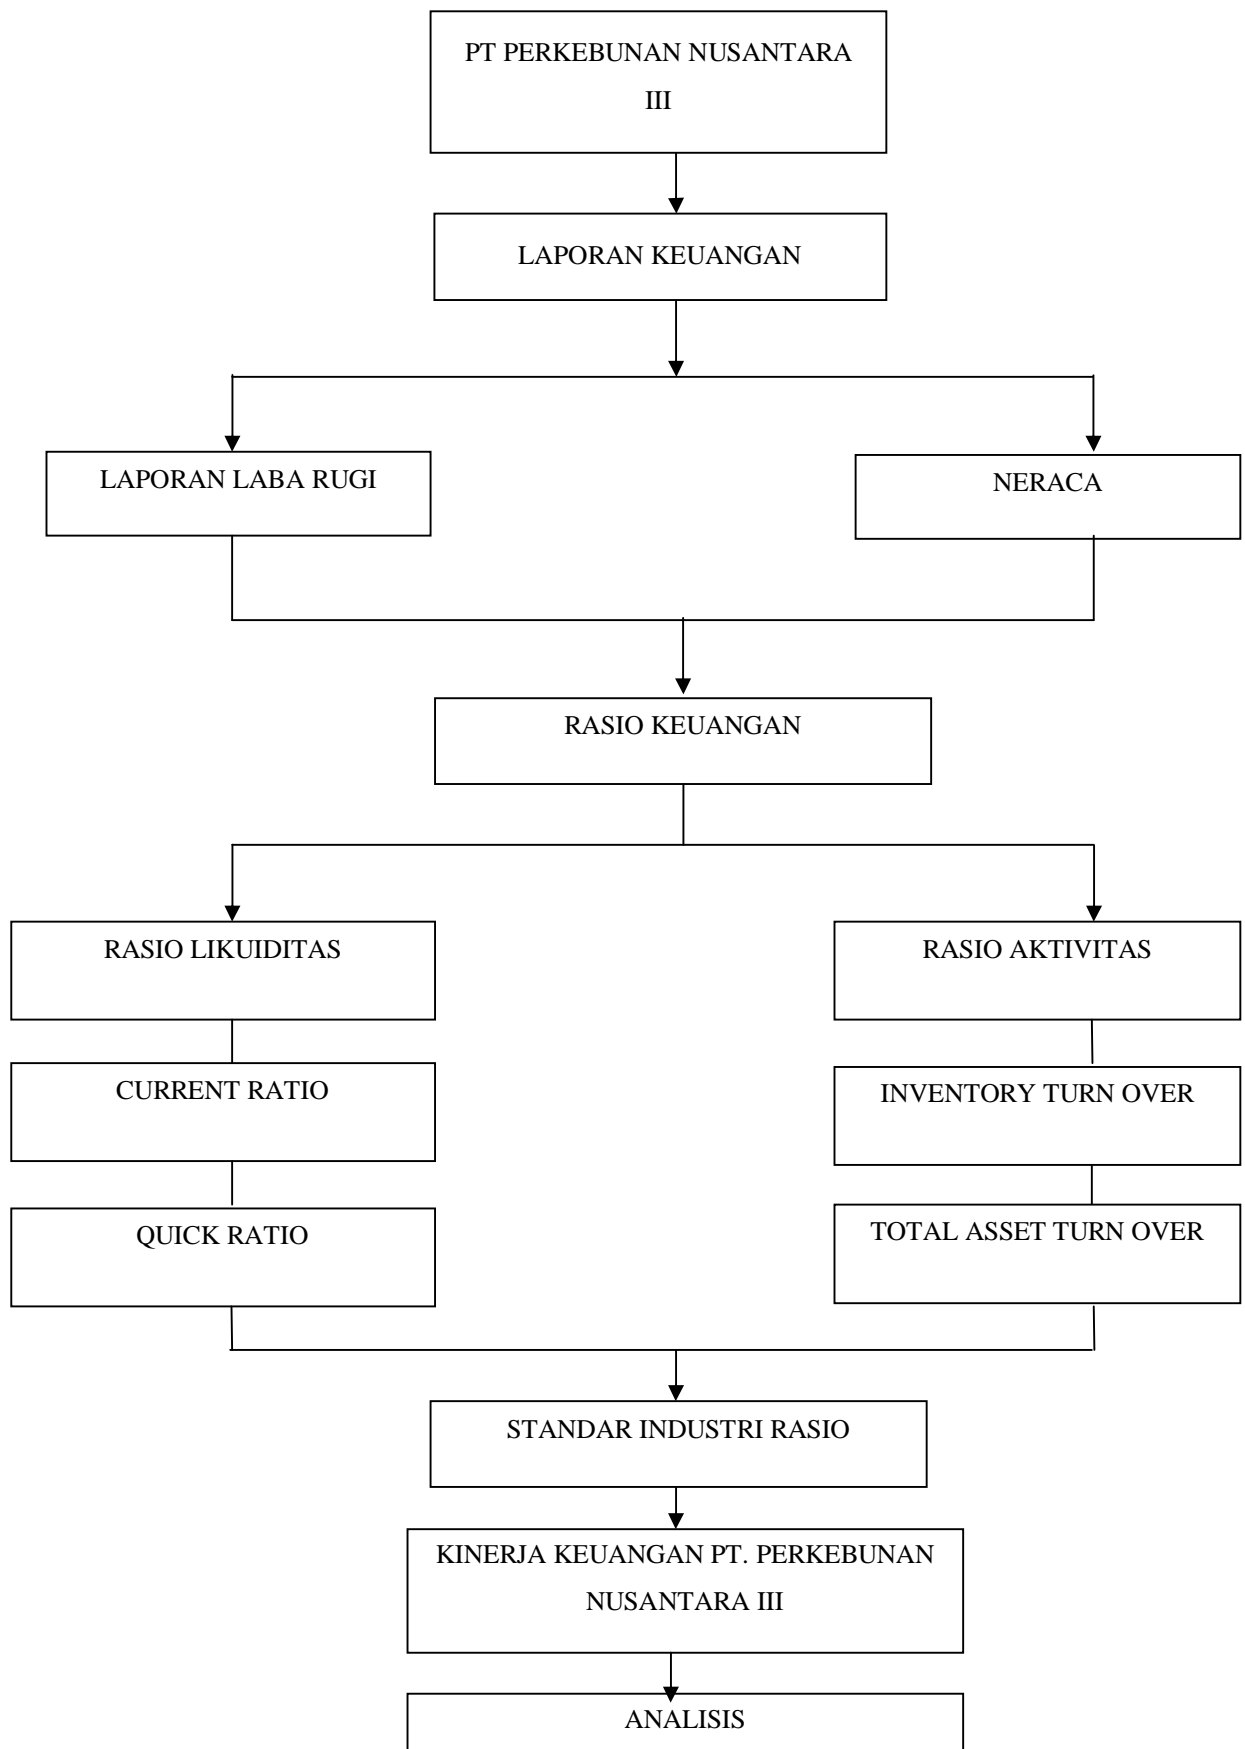 PT PERKEBUNAN NUSANTARA
III
LAPORAN KEUANGAN
LAPORAN LABA RUGI
NERACA
RASIO KEUANGAN
RASIO LIKUIDITAS
RASIO AKTIVITAS
CURRENT RATIO
INVENTORY TURN OVER
QUICK RATIO
TOTAL ASSET TURN OVER
STANDAR INDUSTRI RASIO
KINERJA KEUANGAN PT. PERKEBUNAN
NUSANTARA III
ANALISIS